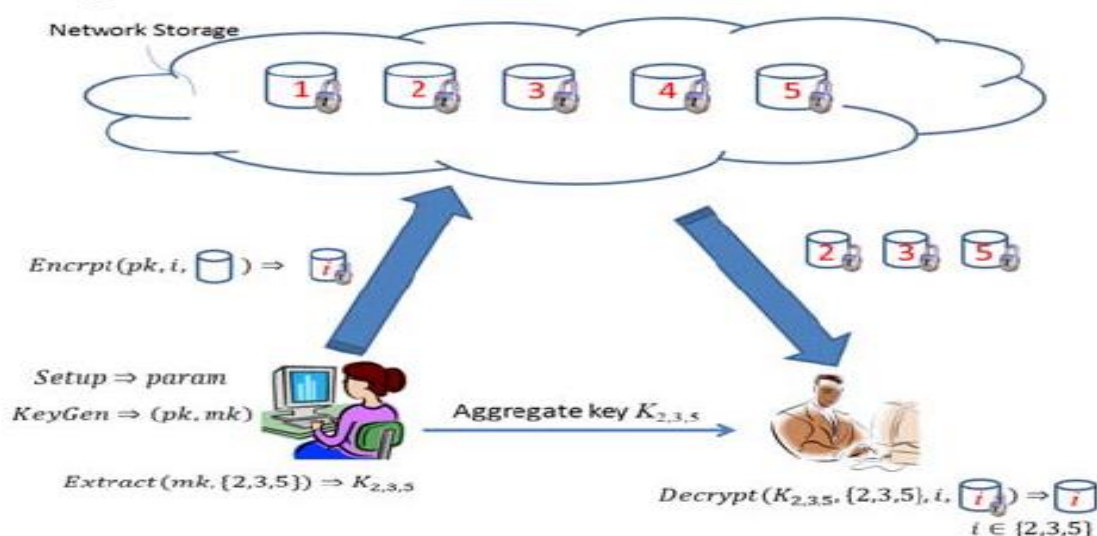 Network Storage
1 2 3 4 5
2 3 5
Encrpt(pk, i, ) ⇒ i
Setup ⇒ param
KeyGen ⇒ (pk, mk)
Aggregate key K₂,₃,₅
Extract(mk, {2,3,5}) ⇒ K₂,₃,₅
Decrypt(K₂,₃,₅, {2,3,5}, i, i) ⇒ i
i ∈ {2,3,5}